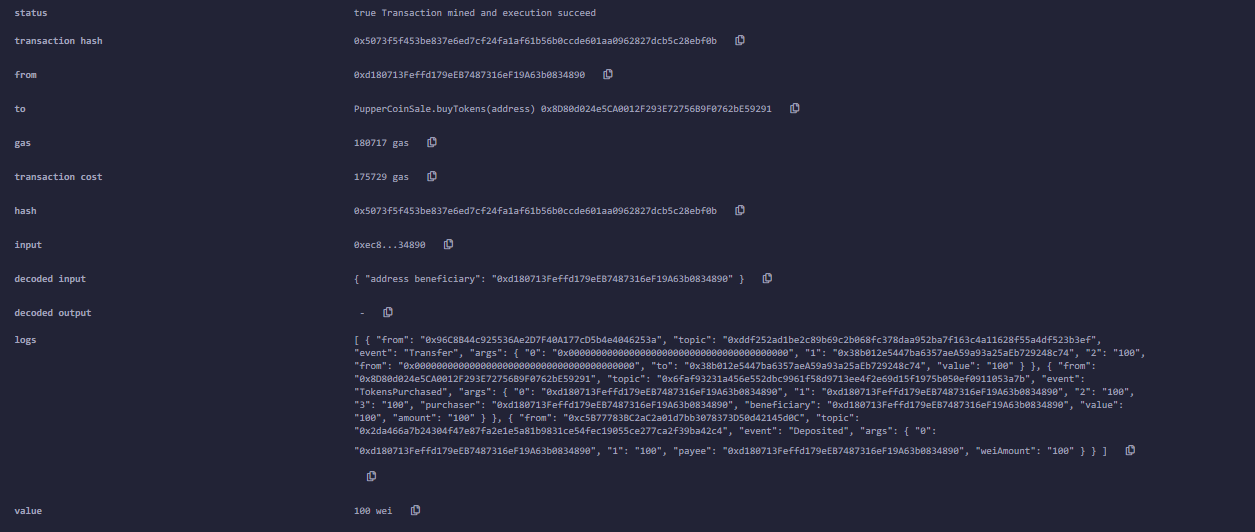 status true Transaction mined and execution succeed
transaction hash 0x5073f5f453be837e6ed7cf24fa1af61b56b0ccde601aa0962827dcb5c28ebf0b
from 0xd180713Feffd179eEB7487316eF19A63b0834890
to PupperCoinSale.buyTokens(address) 0x8D80d024e5CA0012F293E72756B9F0762bE59291
gas 180717 gas
transaction cost 175729 gas
hash 0x5073f5f453be837e6ed7cf24fa1af61b56b0ccde601aa0962827dcb5c28ebf0b
input 0xec8...34890
decoded input { "address beneficiary": "0xd180713Feffd179eEB7487316eF19A63b0834890" }
decoded output -
logs [ { "from": "0x96C8B44c925536Ae2D7F40A177cD5b4e4046253a", "topic": "0xddf252ad1be2c89b69c2b068fc378daa952ba7f163c4a11628f55a4df523b3ef",
"event": "Transfer", "args": { "0": "0x0000000000000000000000000000000000000000", "1": "0x38b012e5447ba6357aeA59a93a25aEb729248c74", "2": "100",
"from": "0x0000000000000000000000000000000000000000", "to": "0x38b012e5447ba6357aeA59a93a25aEb729248c74", "value": "100" } }, { "from":
"0x8D80d024e5CA0012F293E72756B9F0762bE59291", "topic": "0x6faf93231a456e552dbc9961f58d9713ee4f2e69d15f1975b050ef0911053a7b", "event":
"TokensPurchased", "args": { "0": "0xd180713Feffd179eEB7487316eF19A63b0834890", "1": "0xd180713Feffd179eEB7487316eF19A63b0834890", "2": "100",
"3": "100", "purchaser": "0xd180713Feffd179eEB7487316eF19A63b0834890", "beneficiary": "0xd180713Feffd179eEB7487316eF19A63b0834890", "value":
"100", "amount": "100" } }, { "from": "0xc5B77783BC2aC2a01d7bb3078373D50d42145d0C", "topic":
"0x2da466a7b24304f47e87fa2e1e5a81b9831ce54fec19055ce277ca2f39ba42c4", "event": "Deposited", "args": { "0":
"0xd180713Feffd179eEB7487316eF19A63b0834890", "1": "100", "payee": "0xd180713Feffd179eEB7487316eF19A63b0834890", "weiAmount": "100" } } ]
value 100 wei